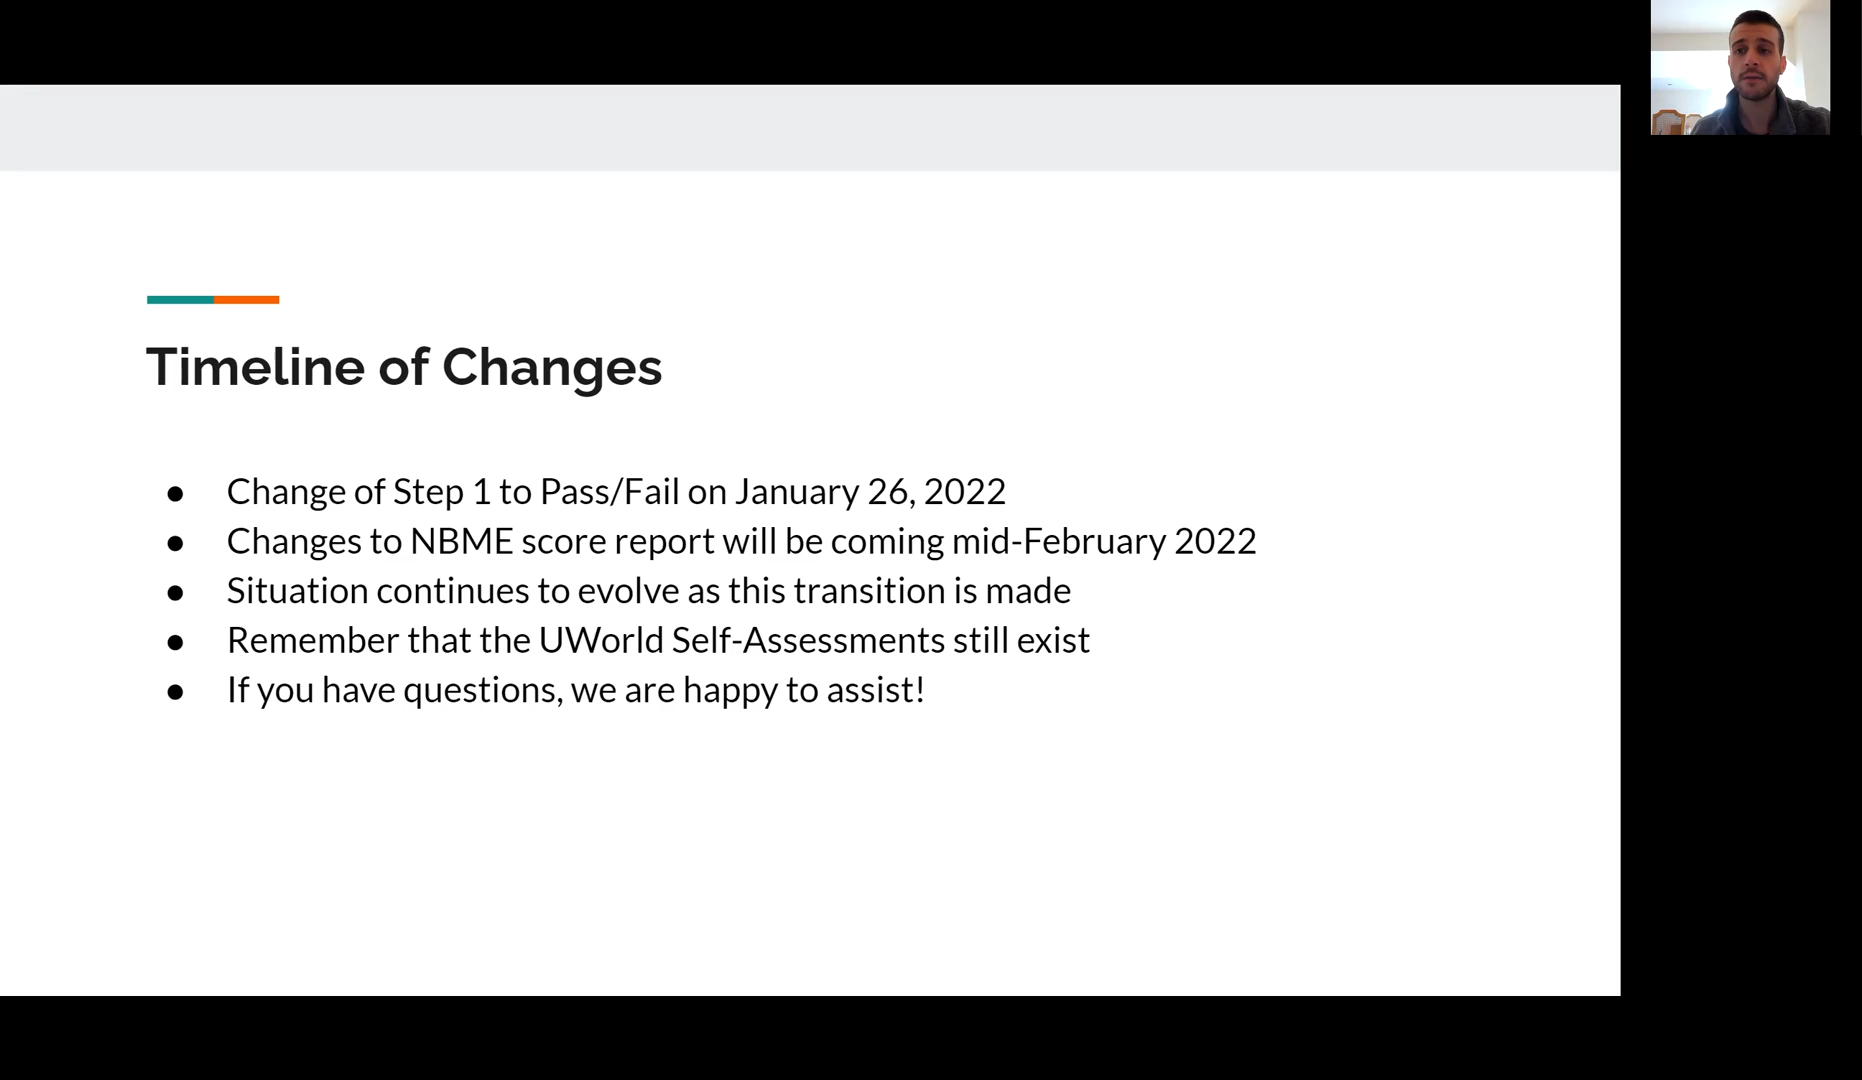 Timeline of Changes
● Change of Step 1 to Pass/Fail on January 26, 2022
● Changes to NBME score report will be coming mid-February 2022
● Situation continues to evolve as this transition is made
● Remember that the UWorld Self-Assessments still exist
● If you have questions, we are happy to assist!